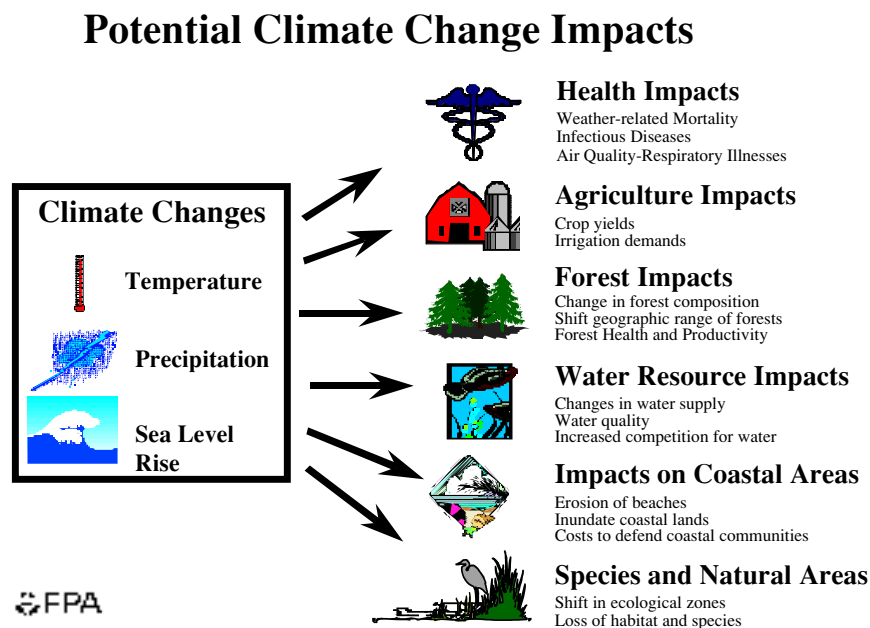 Potential Climate Change Impacts
Health Impacts
Weather-related Mortality
Infectious Diseases
Air Quality-Respiratory Illnesses
Climate Changes
Temperature
Precipitation
Sea Level
Rise
Agriculture Impacts
Crop yields
Irrigation demands
Forest Impacts
Change in forest composition
Shift geographic range of forests
Forest Health and Productivity
Water Resource Impacts
Changes in water supply
Water quality
Increased competition for water
Impacts on Coastal Areas
Erosion of beaches
Inundate coastal lands
Costs to defend coastal communities
Species and Natural Areas
Shift in ecological zones
Loss of habitat and species
FPA